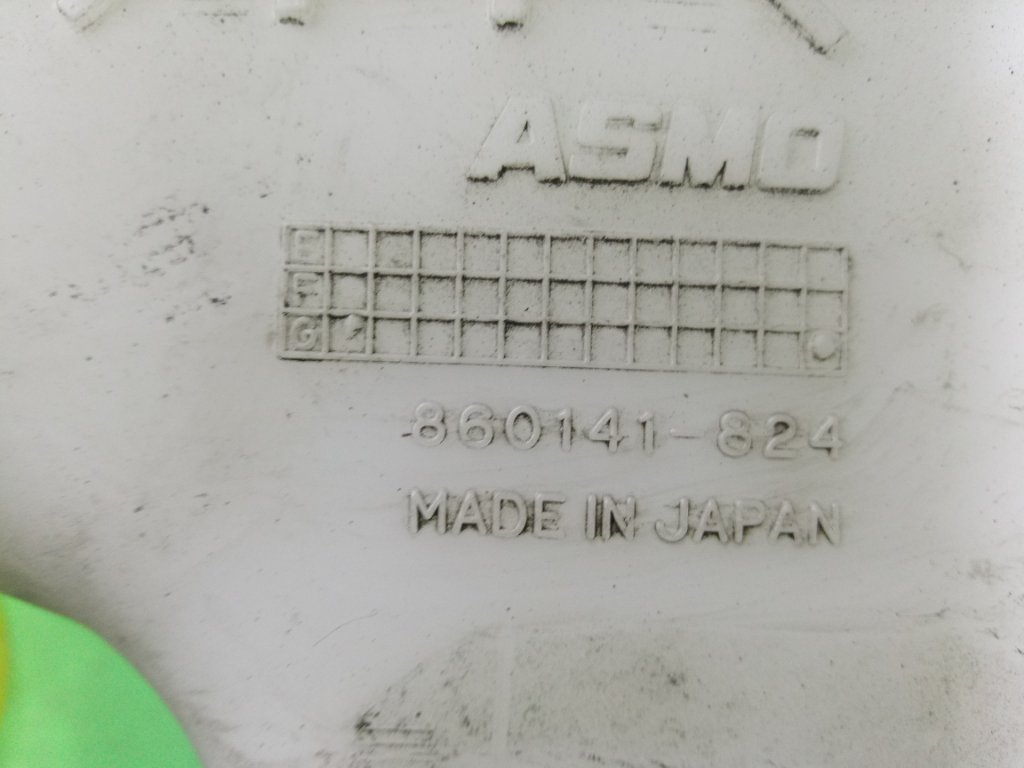 ASMO
E
F
G
860141-824
MADE IN JAPAN